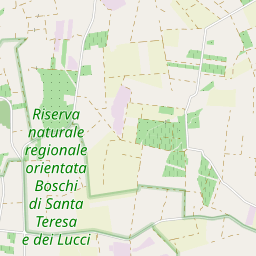 Riserva
naturale
regionale
orientata
Boschi
di Santa
Teresa
e dei Lucci